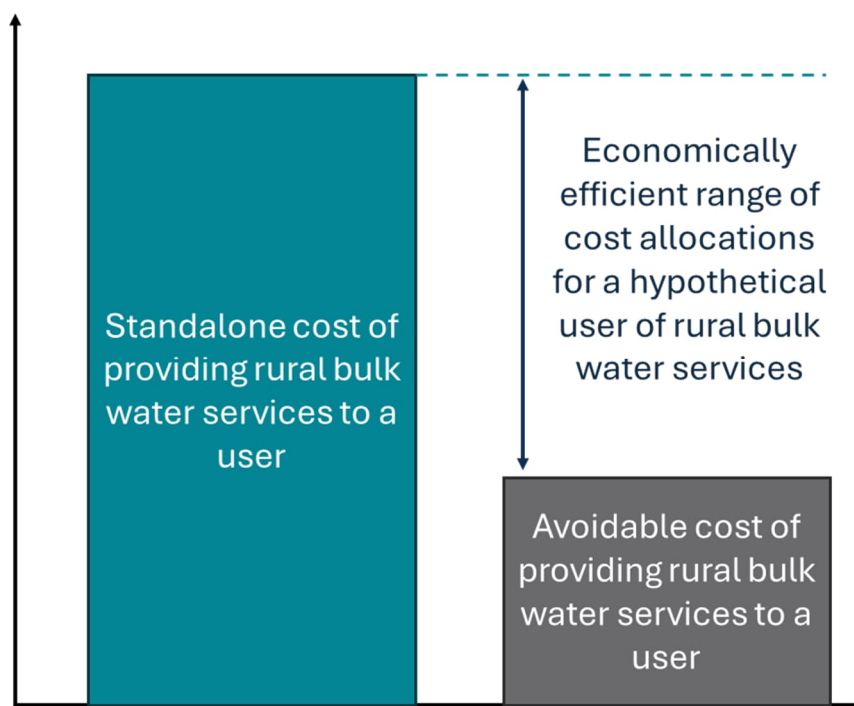 Standalone cost of
providing rural bulk
water services to a
user
Economically
efficient range of
cost allocations
for a hypothetical
user of rural bulk
water services
Avoidable cost of
providing rural bulk
water services to a
user